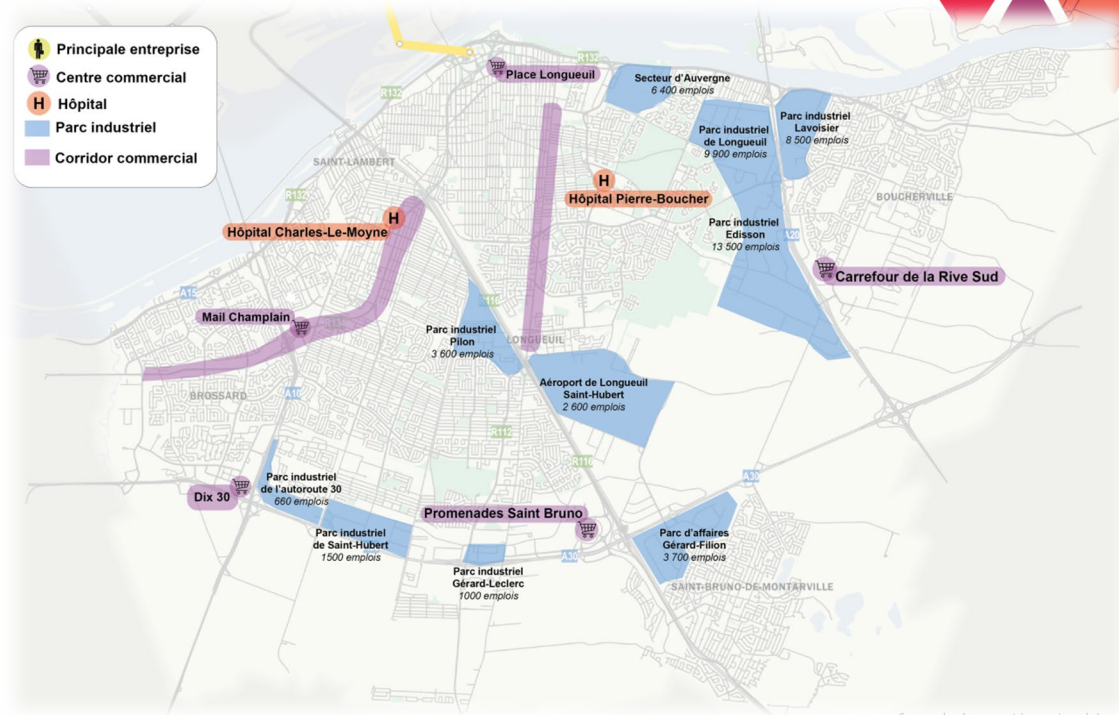 Principale entreprise
Centre commercial
H
Hôpital
Parc industriel
Corridor commercial
R132
Place Longueuil
R132
Secteur d'Auvergne
6 400 emplois
Parc industriel
de Longueuil
9 900 emplois
Parc industriel
Lavoisier
8 500 emplois
SAINT-LAMBERT
R132
H
Hôpital Pierre-Boucher
BOUCHERVILLE
H
Hôpital Charles-Le-Moyne
Parc industriel
Edisson
13 500 emplois
A20
Carrefour de la Rive Sud
A15
R116
Mail Champlain
Parc industriel
Pilon
3 600 emplois
LONGUEUIL
Aéroport de Longueuil
Saint-Hubert
2 600 emplois
BROSSARD
A10
R112
R116
A30
Dix 30
Parc industriel
de l'autoroute 30
660 emplois
Promenades Saint Bruno
Parc industriel
de Saint-Hubert
1500 emplois
A30
Parc d'affaires
Gérard-Filion
3 700 emplois
Parc industriel
Gérard-Leclerc
1000 emplois
SAINT-BRUNO-DE-MONTARVILLE